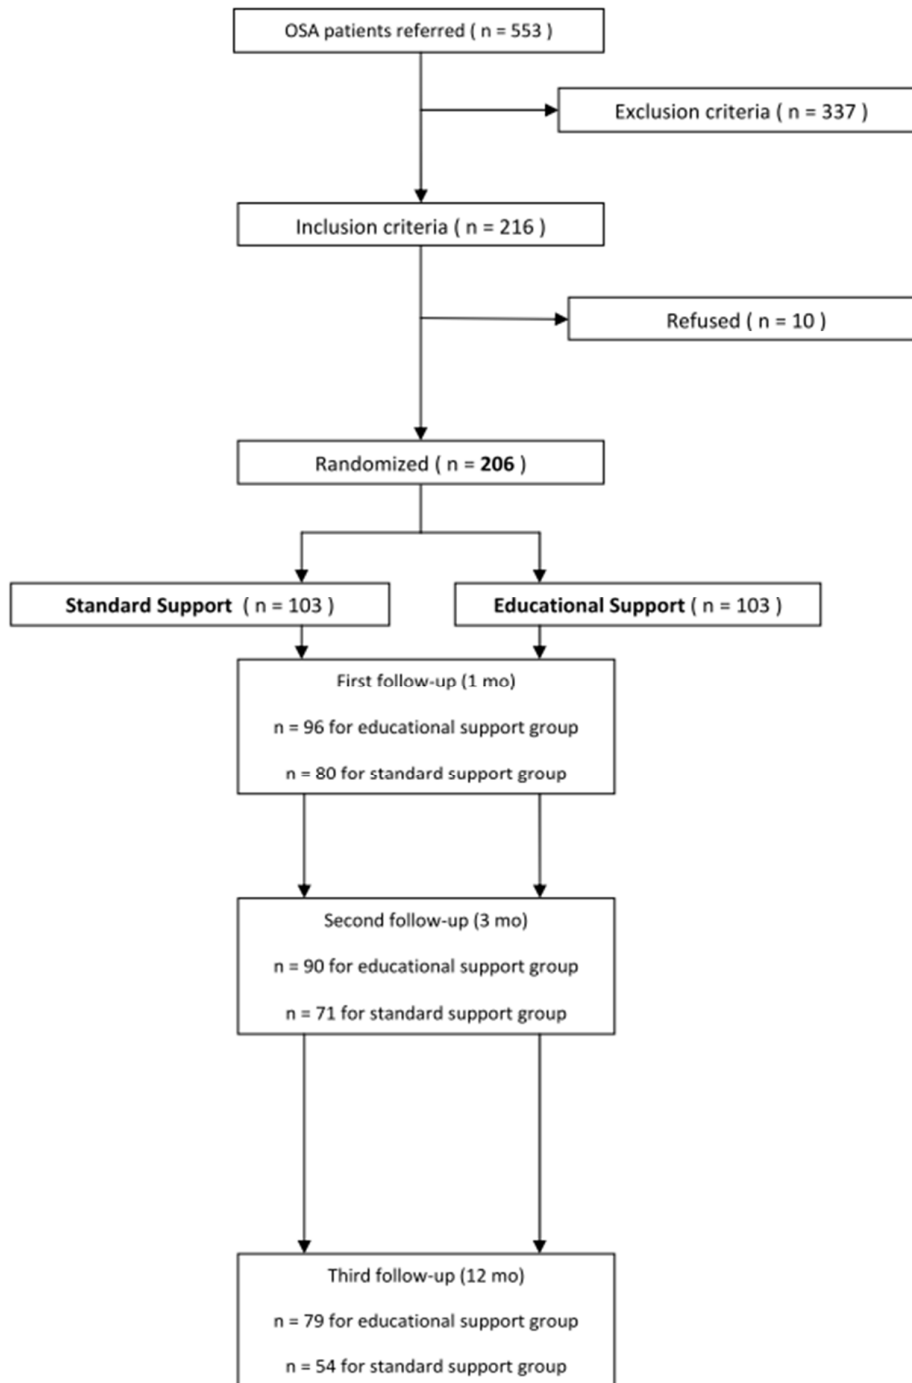 OSA patients referred ( n = 553 )
Exclusion criteria ( n = 337 )
Inclusion criteria ( n = 216 )
Refused ( n = 10 )
Randomized ( n = 206 )
Standard Support ( n = 103 )
Educational Support ( n = 103 )
First follow-up (1 mo)
n = 96 for educational support group
n = 80 for standard support group
Second follow-up (3 mo)
n = 90 for educational support group
n = 71 for standard support group
Third follow-up (12 mo)
n = 79 for educational support group
n = 54 for standard support group